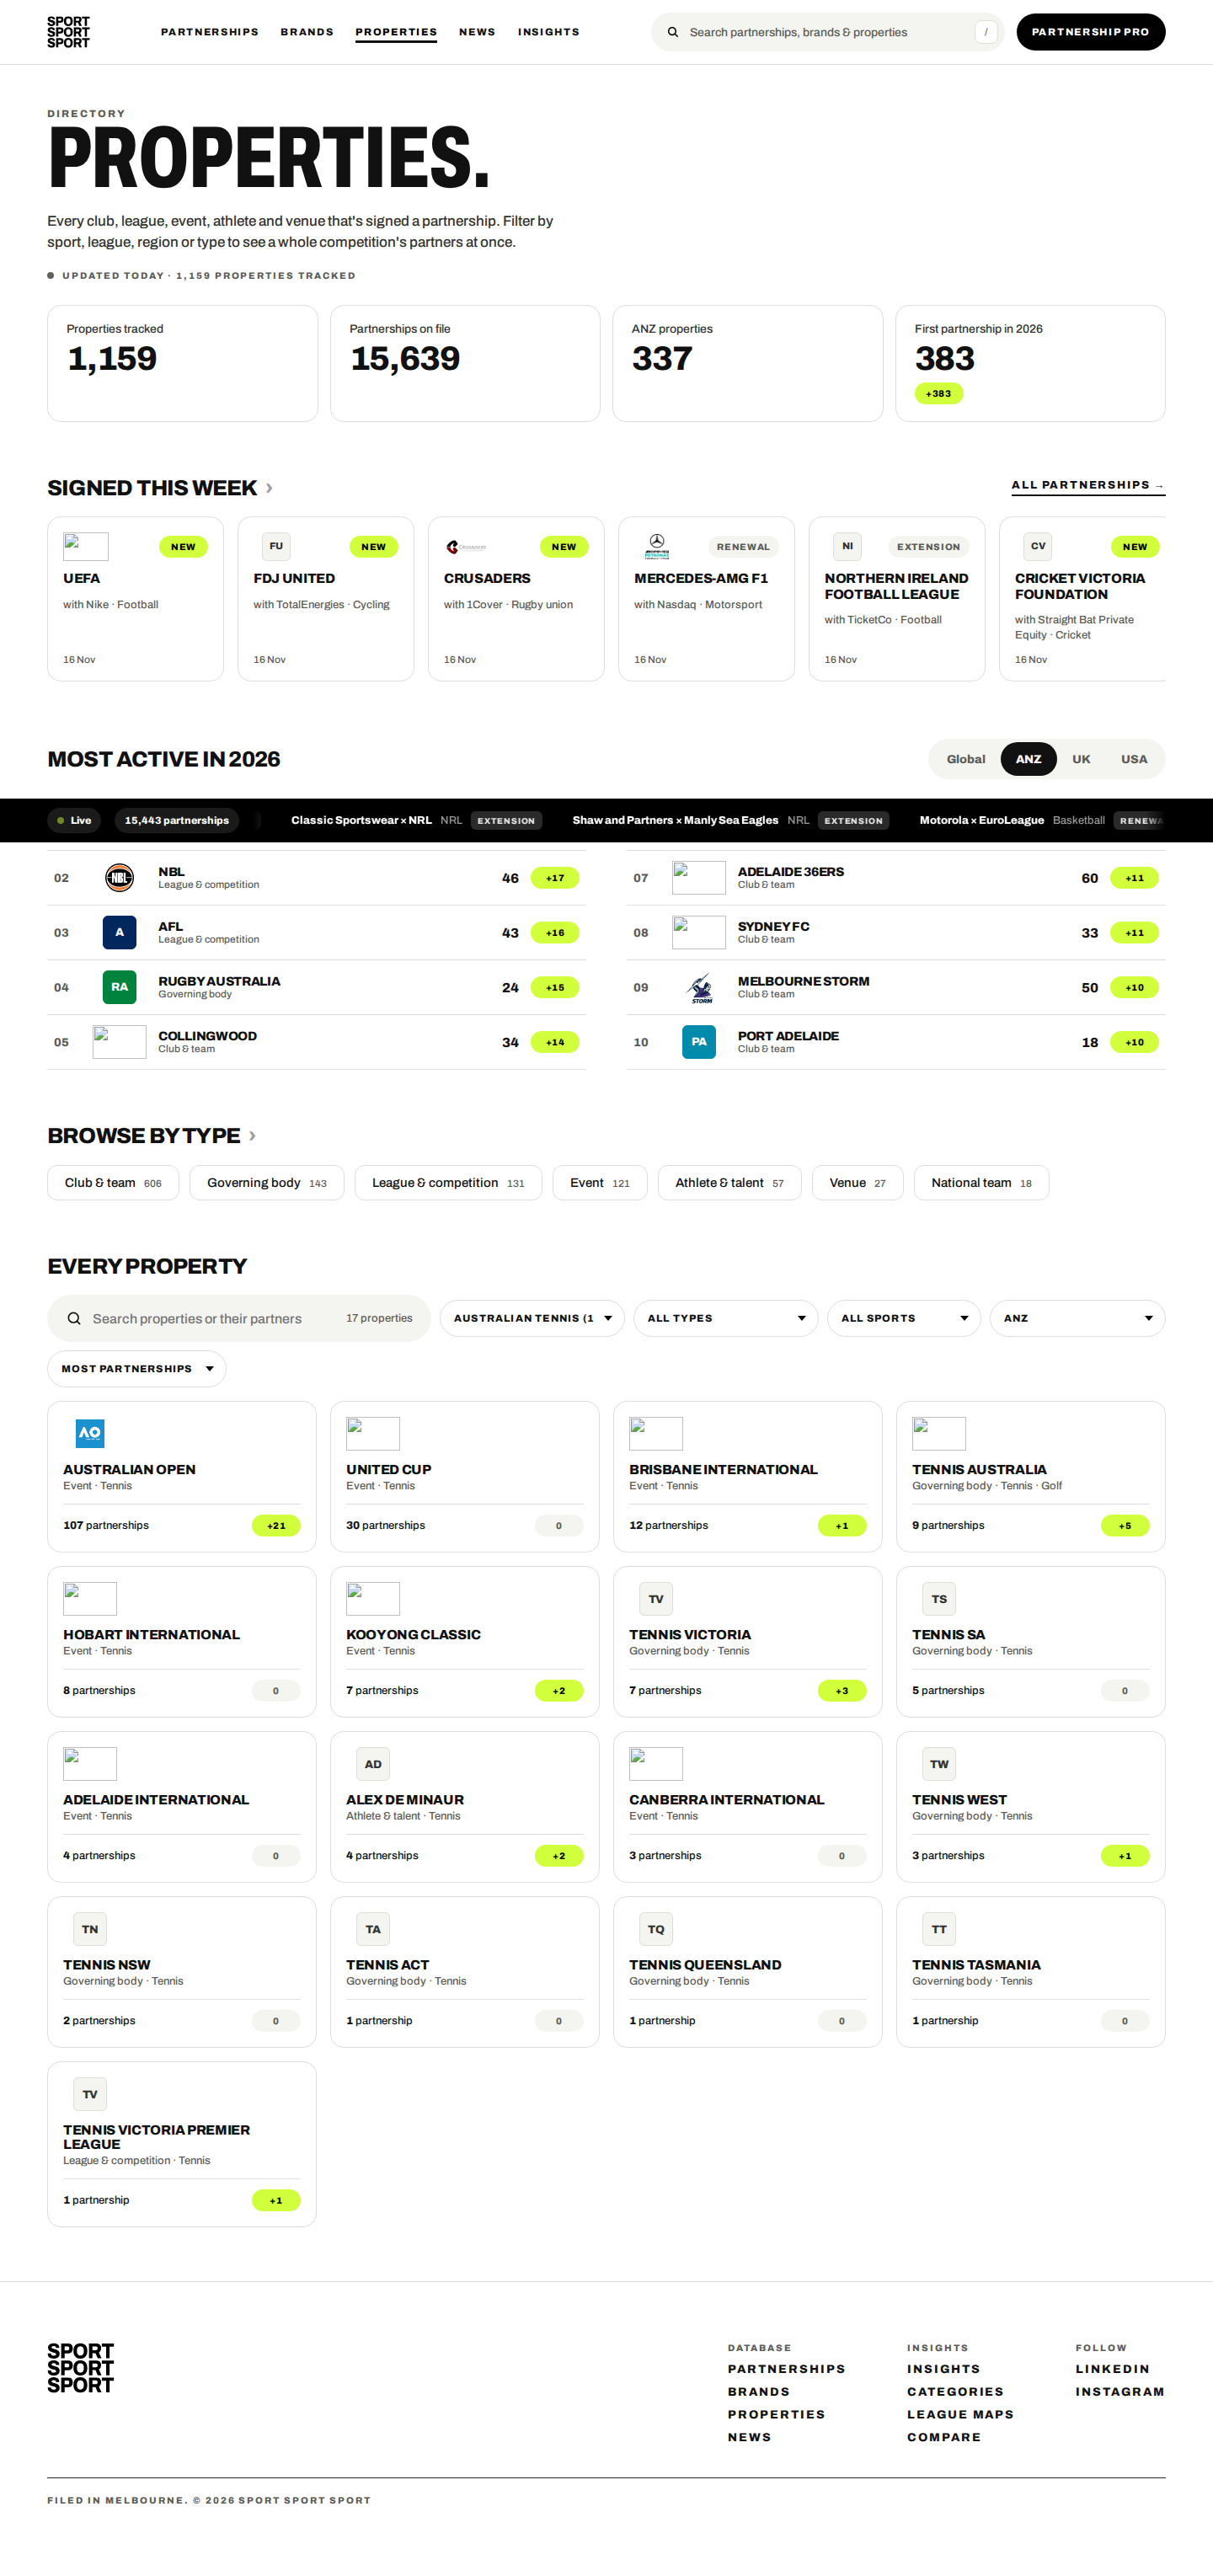 SPORT
SPORT
SPORT
PARTNERSHIPS BRANDS PROPERTIES NEWS INSIGHTS
Search partnerships, brands & properties /
PARTNERSHIP PRO
DIRECTORY
PROPERTIES.
Every club, league, event, athlete and venue that's signed a partnership. Filter by
sport, league, region or type to see a whole competition's partners at once.
UPDATED TODAY · 1,159 PROPERTIES TRACKED
Properties tracked
1,159
Partnerships on file
15,639
ANZ properties
337
First partnership in 2026
383
+383
SIGNED THIS WEEK ›
ALL PARTNERSHIPS →
NEW
UEFA
with Nike · Football
16 Nov
FU
NEW
FDJ UNITED
with TotalEnergies · Cycling
16 Nov
NEW
CRUSADERS
with 1Cover · Rugby union
16 Nov
RENEWAL
MERCEDES-AMG F1
with Nasdaq · Motorsport
16 Nov
NI
EXTENSION
NORTHERN IRELAND
FOOTBALL LEAGUE
with TicketCo · Football
16 Nov
CV
NEW
CRICKET VICTORIA
FOUNDATION
with Straight Bat Private
Equity · Cricket
16 Nov
MOST ACTIVE IN 2026
Global ANZ UK USA
Live 15,443 partnerships Classic Sportswear × NRL NRL EXTENSION Shaw and Partners × Manly Sea Eagles NRL EXTENSION Motorola × EuroLeague Basketball
02 NBL NBL 46 +17
League & competition
03 A AFL 43 +16
League & competition
04 RA RUGBY AUSTRALIA 24 +15
Governing body
05 COLLINGWOOD 34 +14
Club & team
07 ADELAIDE 36ERS 60 +11
Club & team
08 SYDNEY FC 33 +11
Club & team
09 STORM MELBOURNE STORM 50 +10
Club & team
10 PA PORT ADELAIDE 18 +10
Club & team
BROWSE BY TYPE ›
Club & team 606 Governing body 143 League & competition 131 Event 121 Athlete & talent 57 Venue 27 National team 18
EVERY PROPERTY
Search properties or their partners 17 properties
AUSTRALIAN TENNIS (1
ALL TYPES
ALL SPORTS
ANZ
MOST PARTNERSHIPS
AO
AUSTRALIAN OPEN
Event · Tennis
107 partnerships +21
UNITED CUP
Event · Tennis
30 partnerships 0
BRISBANE INTERNATIONAL
Event · Tennis
12 partnerships +1
TENNIS AUSTRALIA
Governing body · Tennis · Golf
9 partnerships +5
HOBART INTERNATIONAL
Event · Tennis
8 partnerships 0
KOOYONG CLASSIC
Event · Tennis
7 partnerships +2
TV
TENNIS VICTORIA
Governing body · Tennis
7 partnerships +3
TS
TENNIS SA
Governing body · Tennis
5 partnerships 0
ADELAIDE INTERNATIONAL
Event · Tennis
4 partnerships 0
AD
ALEX DE MINAUR
Athlete & talent · Tennis
4 partnerships +2
CANBERRA INTERNATIONAL
Event · Tennis
3 partnerships 0
TW
TENNIS WEST
Governing body · Tennis
3 partnerships +1
TN
TENNIS NSW
Governing body · Tennis
2 partnerships 0
TA
TENNIS ACT
Governing body · Tennis
1 partnership 0
TQ
TENNIS QUEENSLAND
Governing body · Tennis
1 partnership 0
TT
TENNIS TASMANIA
Governing body · Tennis
1 partnership 0
TV
TENNIS VICTORIA PREMIER
LEAGUE
League & competition · Tennis
1 partnership +1
SPORT
SPORT
SPORT
DATABASE
PARTNERSHIPS
BRANDS
PROPERTIES
NEWS
INSIGHTS
INSIGHTS
CATEGORIES
LEAGUE MAPS
COMPARE
FOLLOW
LINKEDIN
INSTAGRAM
FILED IN MELBOURNE. © 2026 SPORT SPORT SPORT